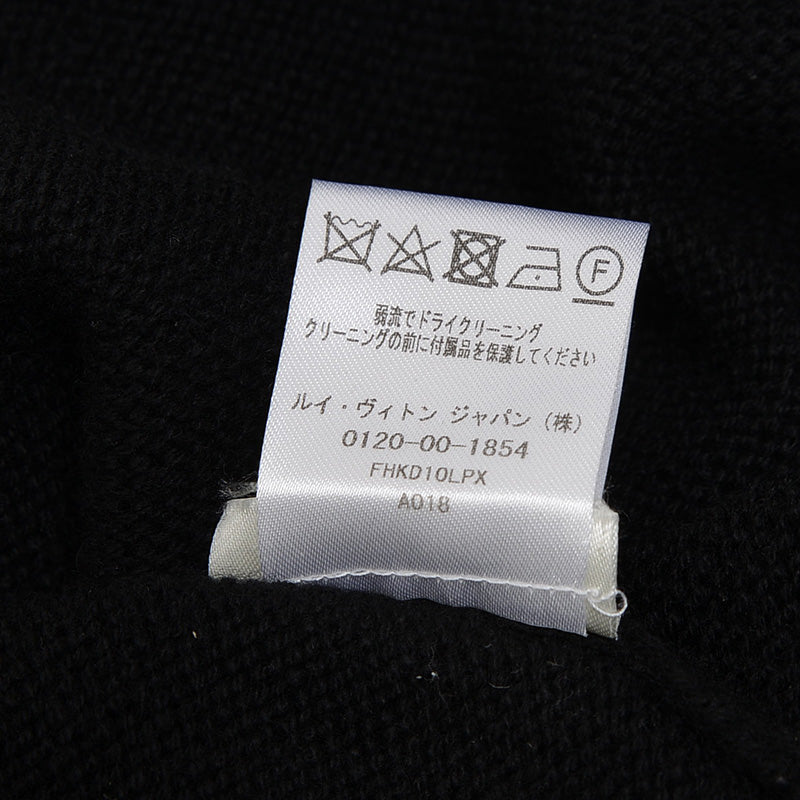 F
弱流でドライクリーニング
クリーニングの前に付属品を保護してください
ルイ・ヴィトン ジャパン（株）
0120-00-1854
FHKD10LPX
A018